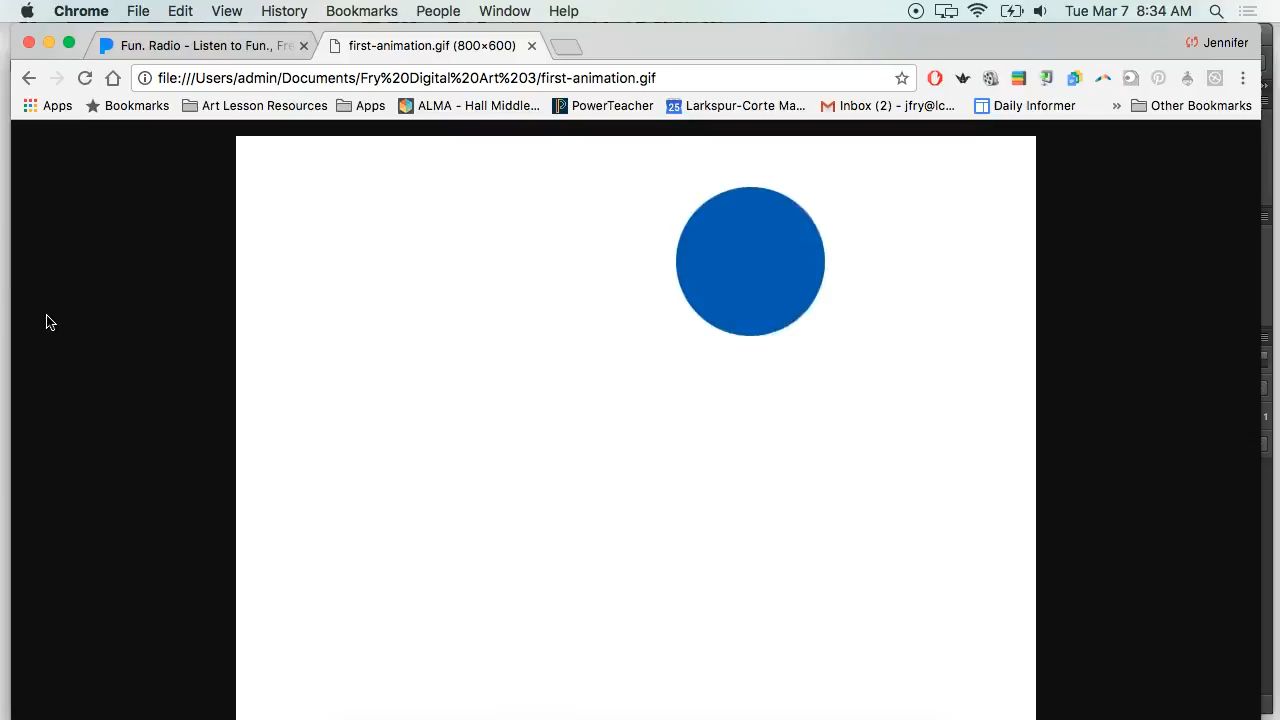 Chrome File Edit View History Bookmarks People Window Help Tue Mar 7 8:34 AM
Fun. Radio - Listen to Fun., Fre first-animation.gif (800×600) Jennifer
file:///Users/admin/Documents/Fry%20Digital%20Art%203/first-animation.gif
Apps Bookmarks Art Lesson Resources Apps ALMA - Hall Middle... PowerTeacher 25 Larkspur-Corte Ma... Inbox (2) - jfry@lc... Daily Informer » Other Bookmarks
1